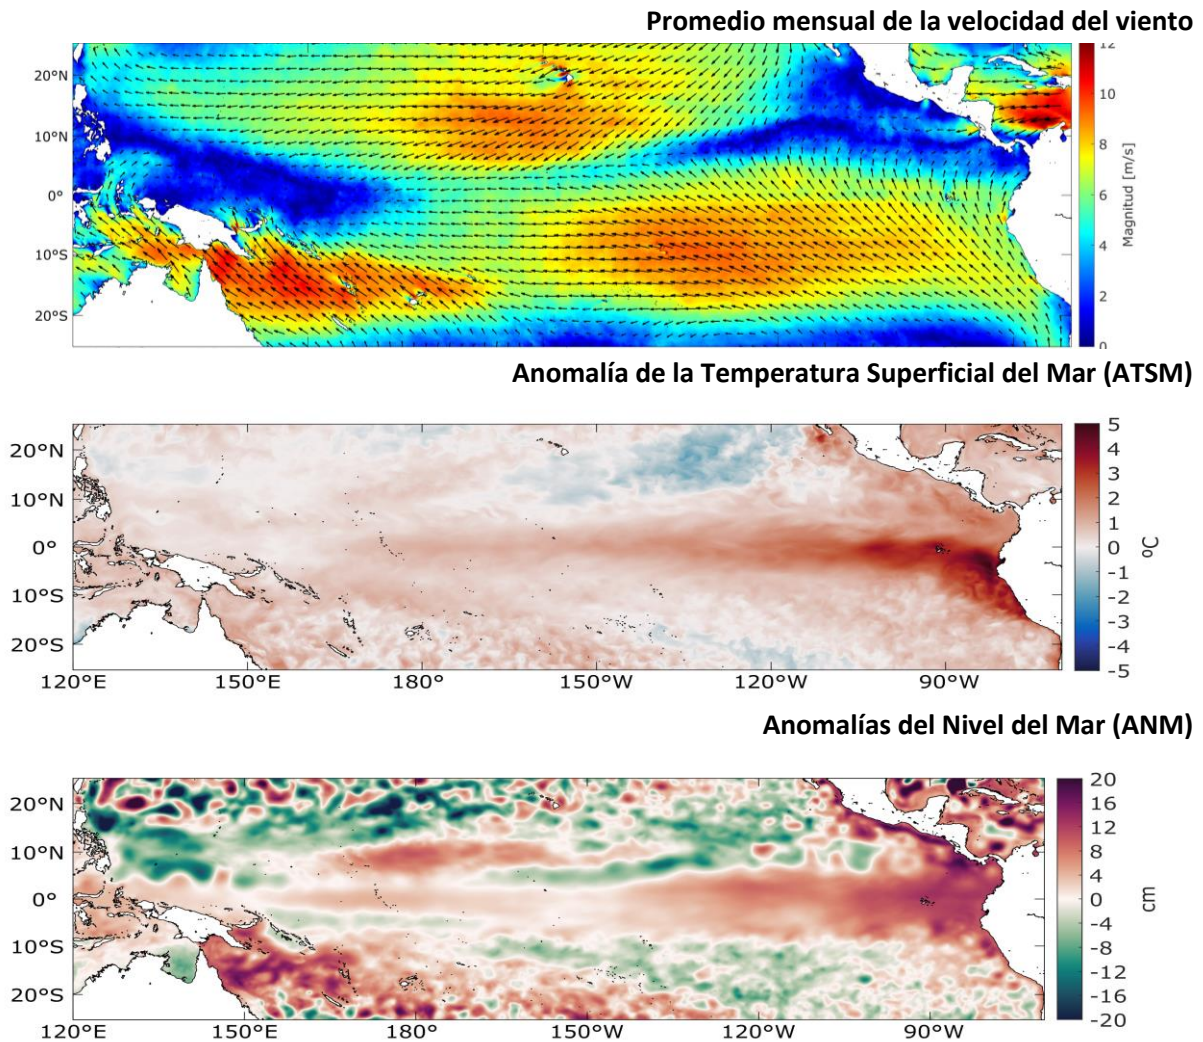 Promedio mensual de la velocidad del viento
20°N
10°N
0°
10°S
20°S
12
10
8
6
4
2
0
Magnitud [m/s]
Anomalía de la Temperatura Superficial del Mar (ATSM)
20°N
10°N
0°
10°S
20°S
120°E
150°E
180°
150°W
120°W
90°W
5
4
3
2
1
0
-1
-2
-3
-4
-5
ºC
Anomalías del Nivel del Mar (ANM)
20°N
10°N
0°
10°S
20°S
120°E
150°E
180°
150°W
120°W
90°W
20
16
12
8
4
0
-4
-8
-12
-16
-20
cm